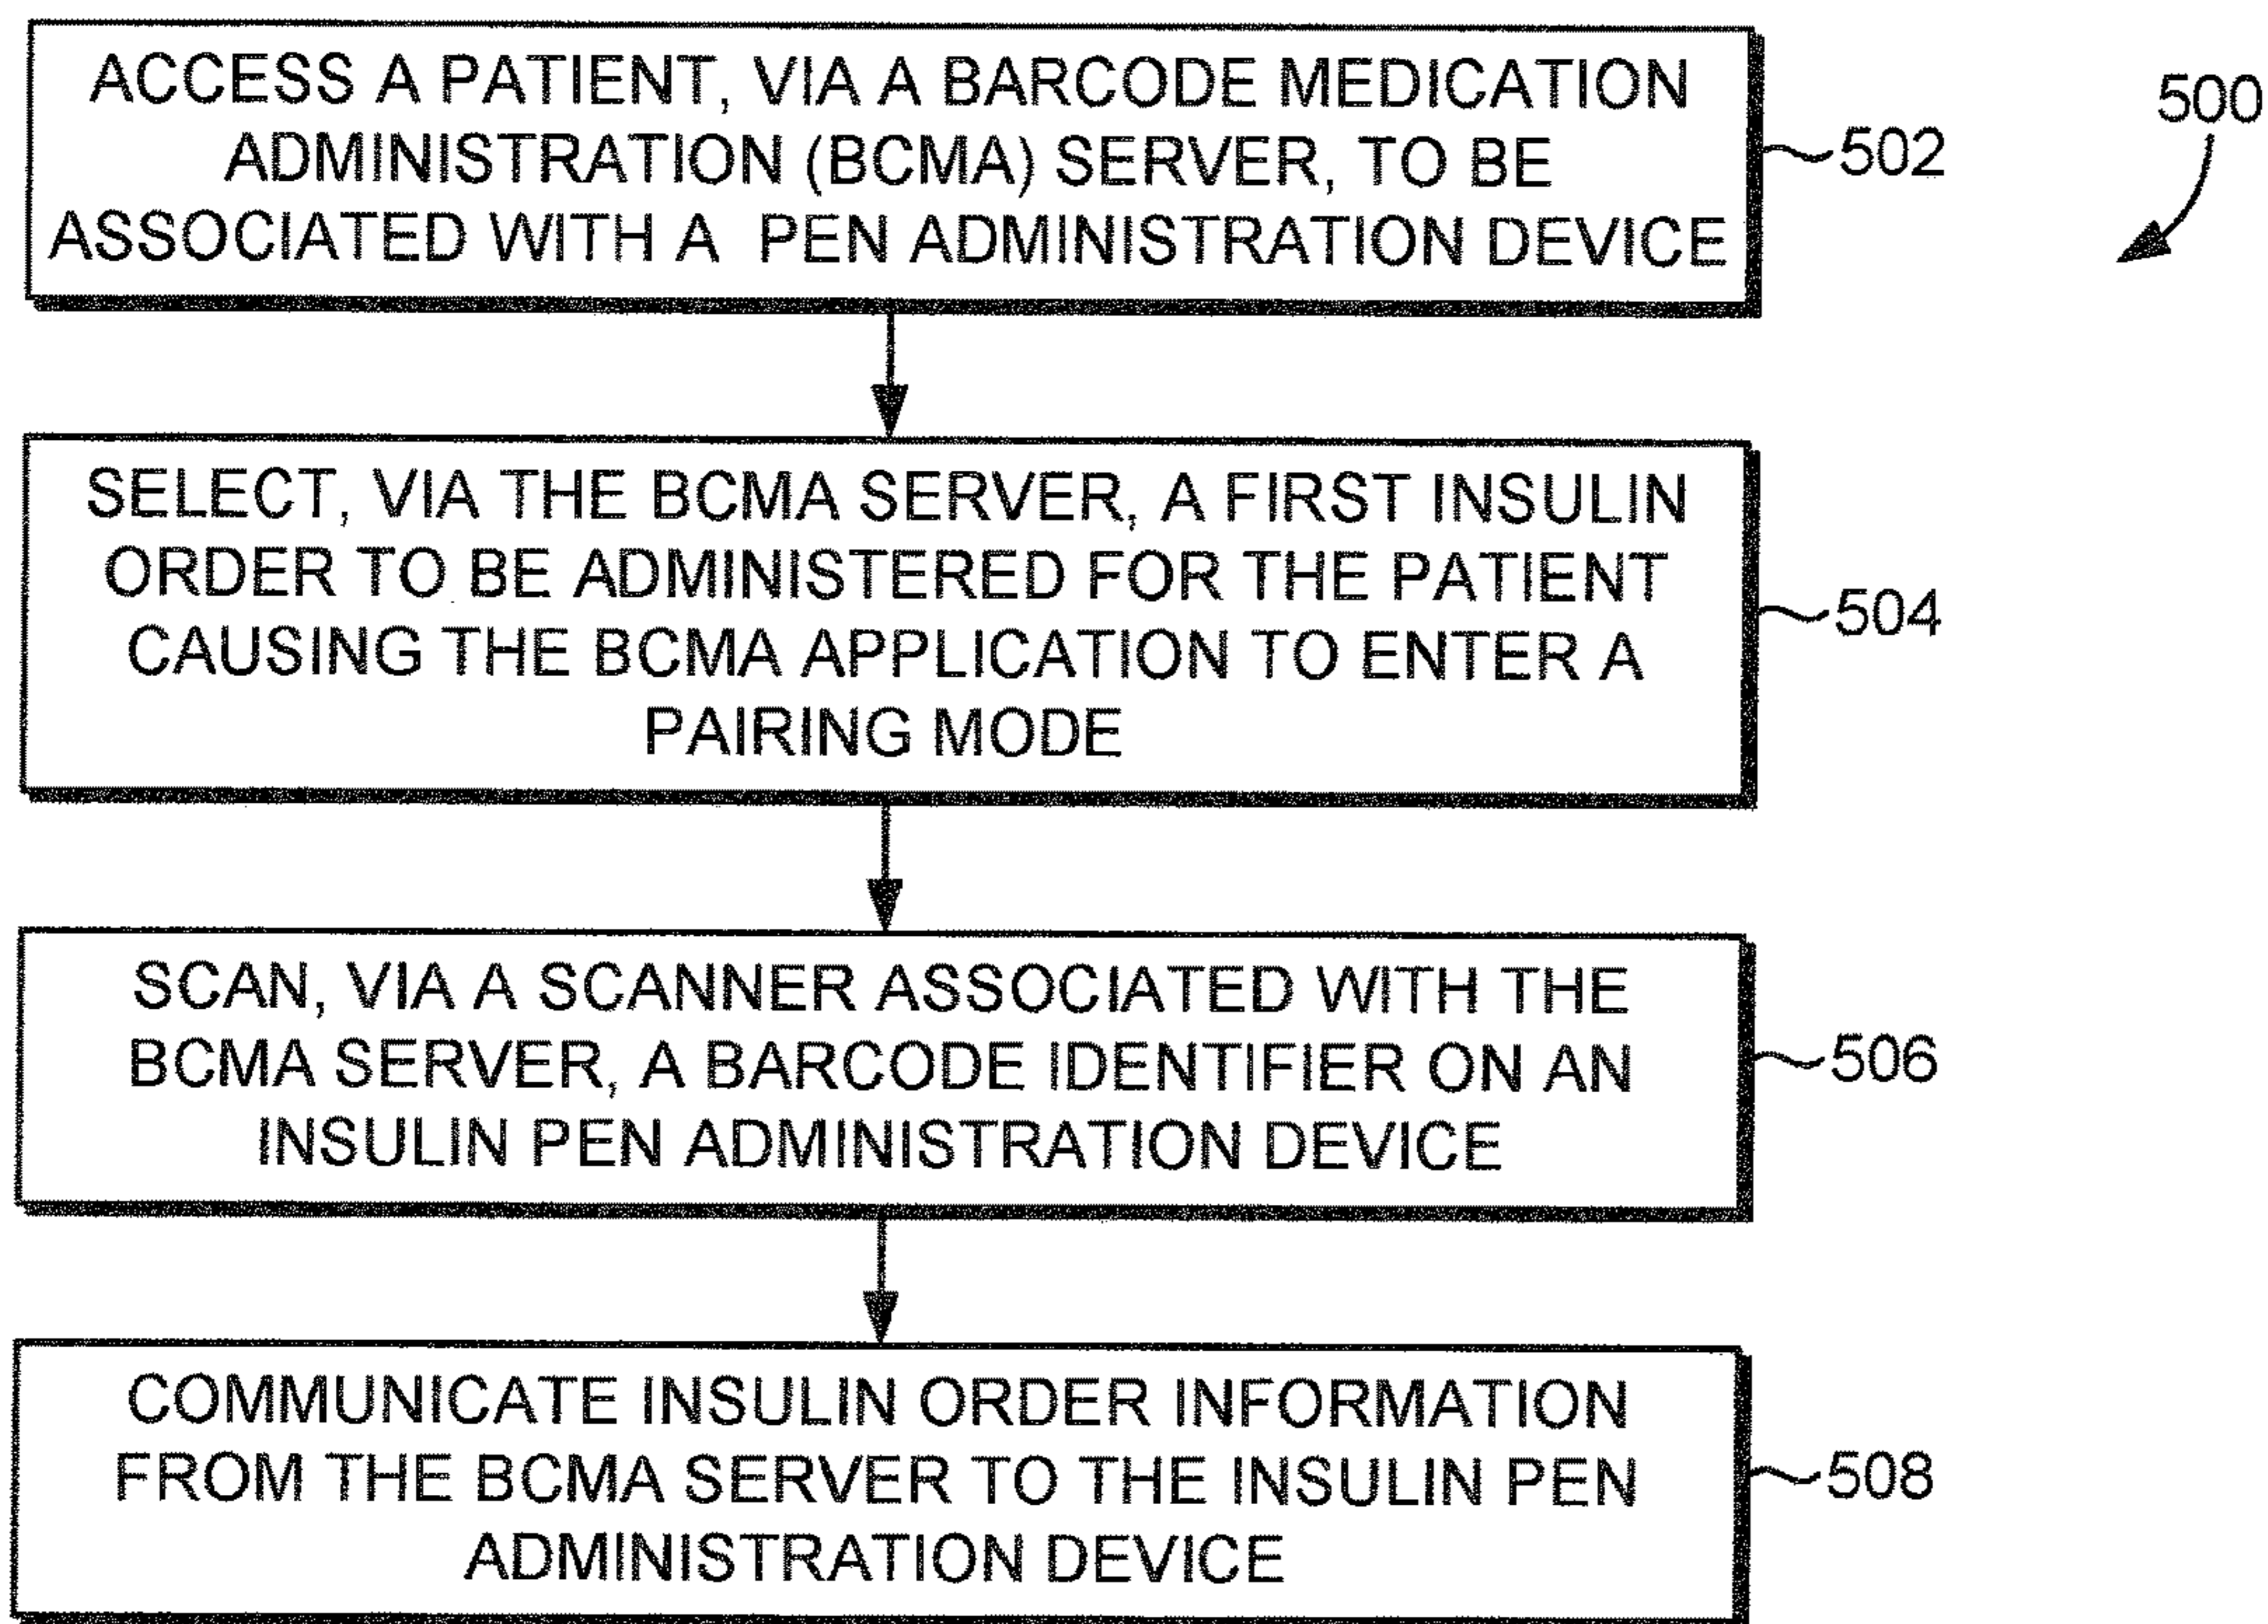 ACCESS A PATIENT, VIA A BARCODE MEDICATION
ADMINISTRATION (BCMA) SERVER, TO BE
ASSOCIATED WITH A PEN ADMINISTRATION DEVICE
502
500
SELECT, VIA THE BCMA SERVER, A FIRST INSULIN
ORDER TO BE ADMINISTERED FOR THE PATIENT
CAUSING THE BCMA APPLICATION TO ENTER A
PAIRING MODE
504
SCAN, VIA A SCANNER ASSOCIATED WITH THE
BCMA SERVER, A BARCODE IDENTIFIER ON AN
INSULIN PEN ADMINISTRATION DEVICE
506
COMMUNICATE INSULIN ORDER INFORMATION
FROM THE BCMA SERVER TO THE INSULIN PEN
ADMINISTRATION DEVICE
508